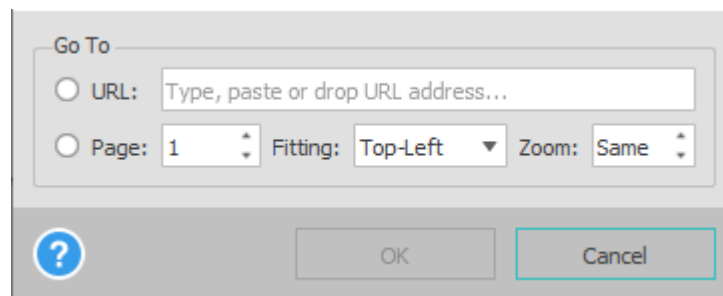 Go To
URL: Type, paste or drop URL address...
Page: 1 Fitting: Top-Left Zoom: Same
? OK Cancel